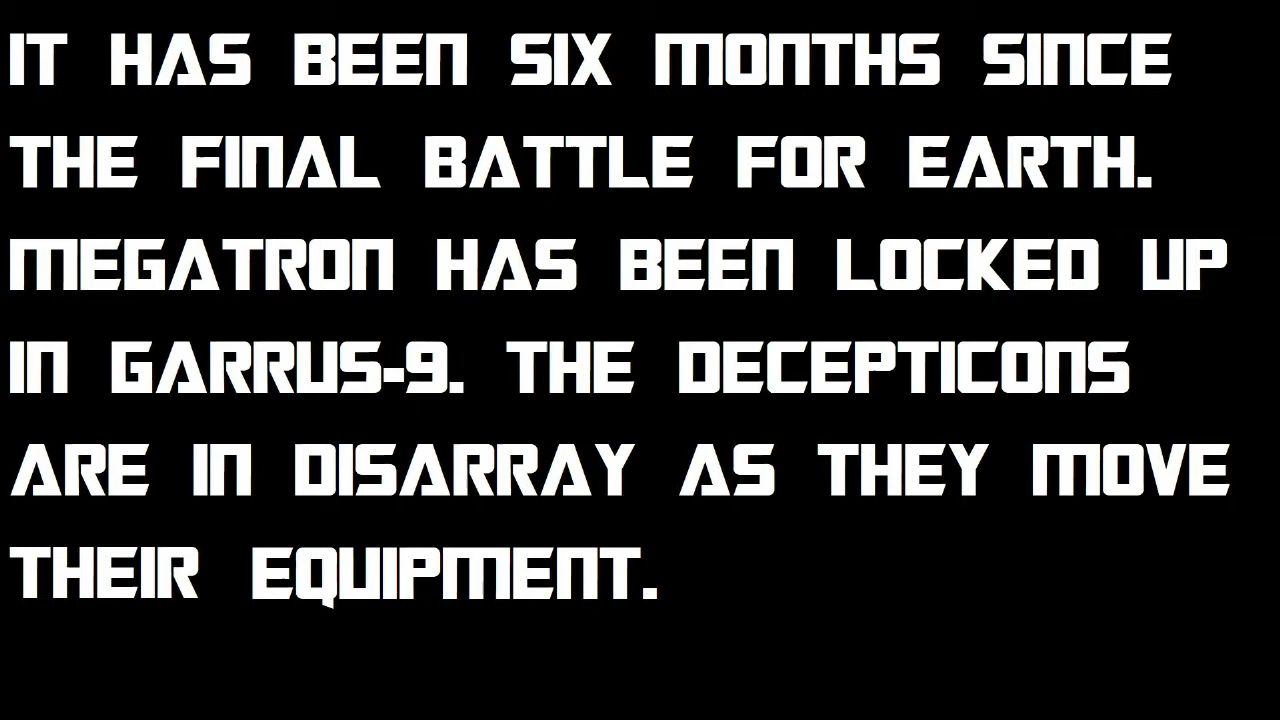 IT HAS BEEN SIX MONTHS SINCE
THE FINAL BATTLE FOR EARTH.
MEGATRON HAS BEEN LOCKED UP
IN GARRUS-9. THE DECEPTICONS
ARE IN DISARRAY AS THEY MOVE
THEIR EQUIPMENT.